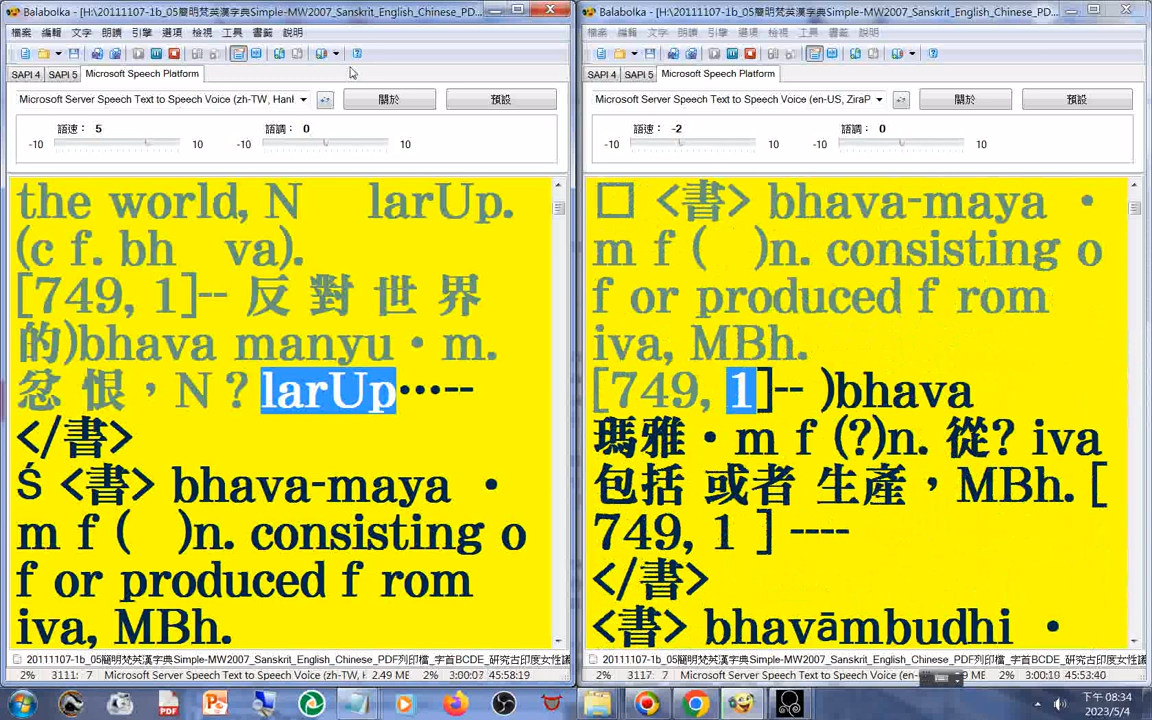 Balabolka - [H:\20111107-1b_05簡明梵英漢字典Simple-MW2007_Sanskrit_English_Chinese_PD...
檔案 編輯 文字 朗讀 引擎 選項 檢視 工具 書籤 說明
SAPI 4 SAPI 5 Microsoft Speech Platform
Microsoft Server Speech Text to Speech Voice (zh-TW, HanI
關於 預設
語速: 5 語調: 0
-10 10 -10 10
the world, N larUp.
(c f. bh va).
[749, 1]-- 反 對 世 界
的)bhava manyu・m.
忿 恨，N ? larUp…--
</書>
Ś <書> bhava-maya ・
m f ( )n. consisting o
f or produced f rom
iva, MBh.
20111107-1b_05簡明梵英漢字典Simple-MW2007_Sanskrit_English_Chinese_PDF列印檔_字首BCDE_研究古印度女性議
2% 3111: 7 Microsoft Server Speech Text to Speech Voice (zh-TW, H 2.49 MB 2% 3:00:07 45:58:19
Balabolka - [H:\20111107-1b_05簡明梵英漢字典Simple-MW2007_Sanskrit_English_Chinese_PD...
檔案 編輯 文字 朗讀 引擎 選項 檢視 工具 書籤 說明
SAPI 4 SAPI 5 Microsoft Speech Platform
Microsoft Server Speech Text to Speech Voice (en-US, ZiraP
關於 預設
語速: -2 語調: 0
-10 10 -10 10
□ <書> bhava-maya ・
m f ( )n. consisting o
f or produced f rom
iva, MBh.
[749, 1]-- )bhava
瑪雅・m f (?)n. 從? iva
包括 或者 生產，MBh. [
749, 1 ] ----
</書>
<書> bhavāmbudhi ・
20111107-1b_05簡明梵英漢字典Simple-MW2007_Sanskrit_English_Chinese_PDF列印檔_字首BCDE_研究古印度女性議
2% 3117: 7 Microsoft Server Speech Text to Speech Voice (en 9 MB 2% 3:00:19 45:53:40
下午 08:34
2023/5/4